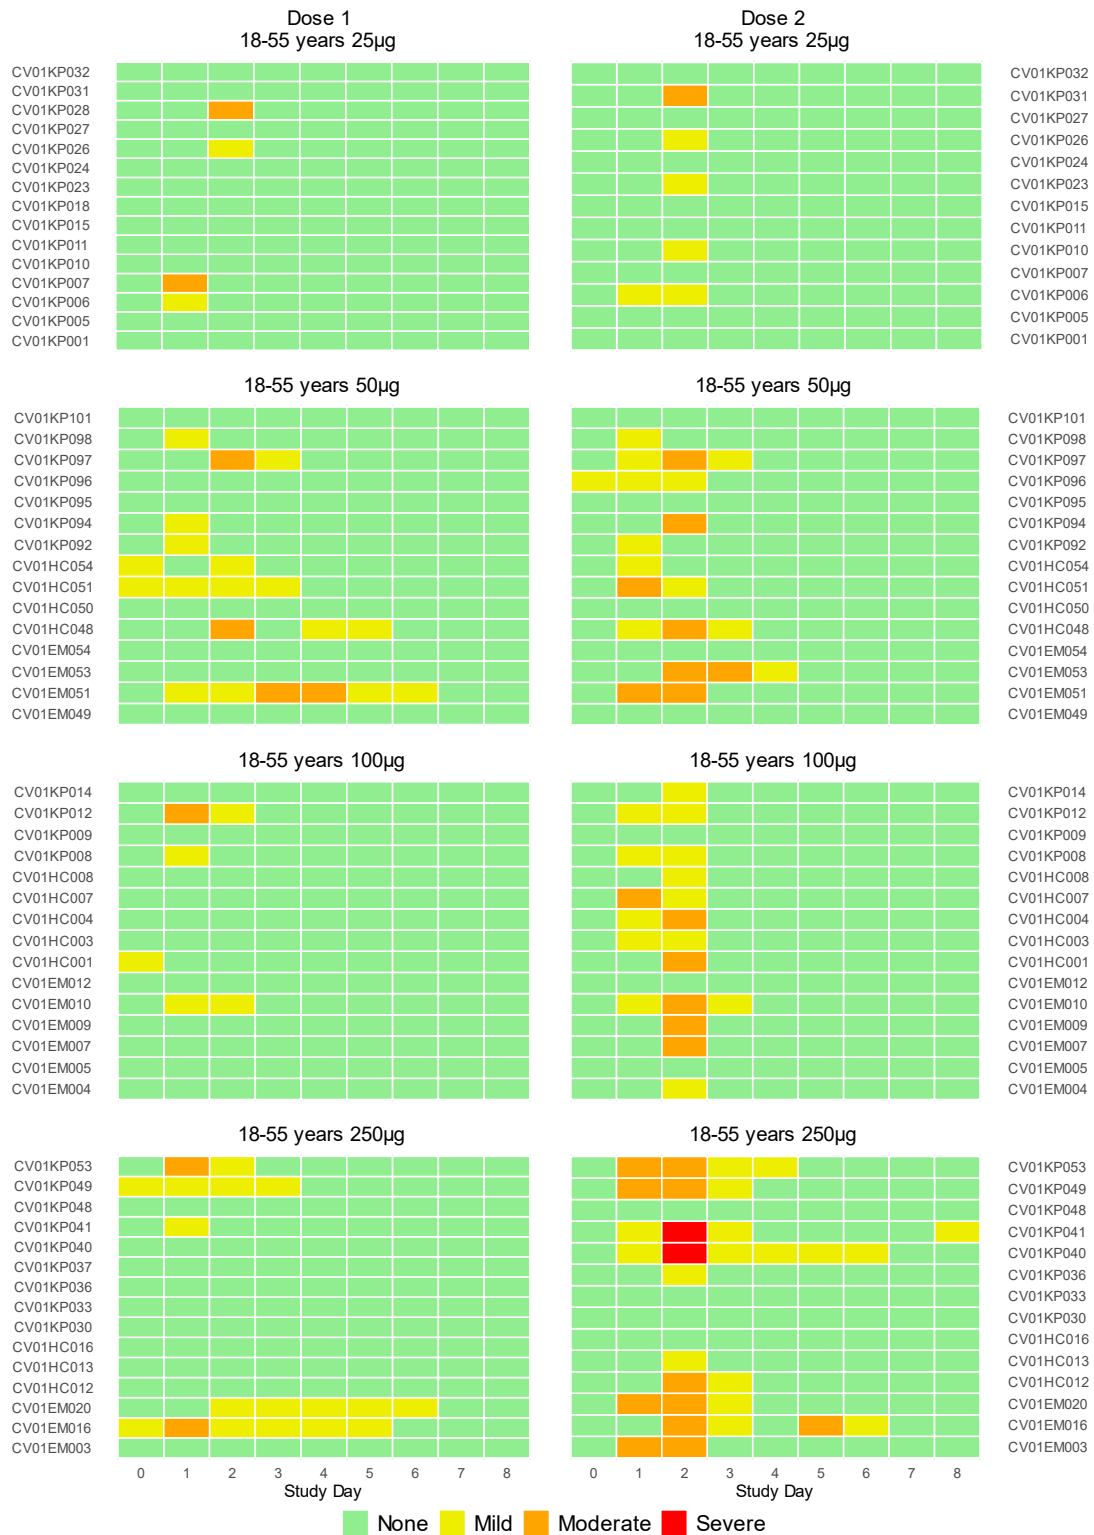 Dose 1
18-55 years 25µg
Dose 2
18-55 years 25µg
CV01KP032
CV01KP031
CV01KP028
CV01KP027
CV01KP026
CV01KP024
CV01KP023
CV01KP018
CV01KP015
CV01KP011
CV01KP010
CV01KP007
CV01KP006
CV01KP005
CV01KP001
CV01KP032
CV01KP031
CV01KP027
CV01KP026
CV01KP024
CV01KP023
CV01KP015
CV01KP011
CV01KP010
CV01KP007
CV01KP006
CV01KP005
CV01KP001
18-55 years 50µg
18-55 years 50µg
CV01KP101
CV01KP098
CV01KP097
CV01KP096
CV01KP095
CV01KP094
CV01KP092
CV01HC054
CV01HC051
CV01HC050
CV01HC048
CV01EM054
CV01EM053
CV01EM051
CV01EM049
CV01KP101
CV01KP098
CV01KP097
CV01KP096
CV01KP095
CV01KP094
CV01KP092
CV01HC054
CV01HC051
CV01HC050
CV01HC048
CV01EM054
CV01EM053
CV01EM051
CV01EM049
18-55 years 100µg
18-55 years 100µg
CV01KP014
CV01KP012
CV01KP009
CV01KP008
CV01HC008
CV01HC007
CV01HC004
CV01HC003
CV01HC001
CV01EM012
CV01EM010
CV01EM009
CV01EM007
CV01EM005
CV01EM004
CV01KP014
CV01KP012
CV01KP009
CV01KP008
CV01HC008
CV01HC007
CV01HC004
CV01HC003
CV01HC001
CV01EM012
CV01EM010
CV01EM009
CV01EM007
CV01EM005
CV01EM004
18-55 years 250µg
18-55 years 250µg
CV01KP053
CV01KP049
CV01KP048
CV01KP041
CV01KP040
CV01KP037
CV01KP036
CV01KP033
CV01KP030
CV01HC016
CV01HC013
CV01HC012
CV01EM020
CV01EM016
CV01EM003
CV01KP053
CV01KP049
CV01KP048
CV01KP041
CV01KP040
CV01KP036
CV01KP033
CV01KP030
CV01HC016
CV01HC013
CV01HC012
CV01EM020
CV01EM016
CV01EM003
0 1 2 3 4 5 6 7 8
Study Day
0 1 2 3 4 5 6 7 8
Study Day
None Mild Moderate Severe